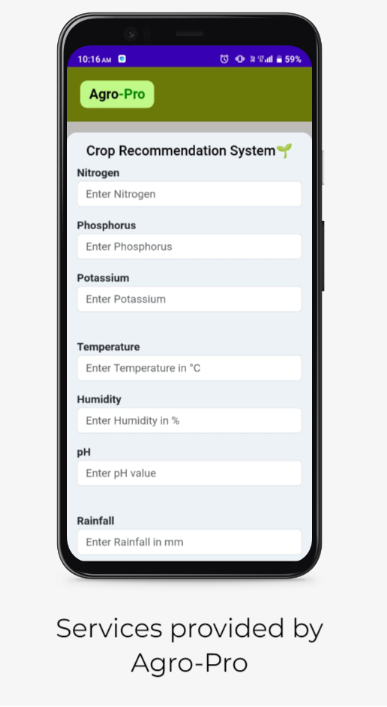 10:16 AM 59%
Agro-Pro
Crop Recommendation System🌱
Nitrogen
Enter Nitrogen
Phosphorus
Enter Phosphorus
Potassium
Enter Potassium
Temperature
Enter Temperature in °C
Humidity
Enter Humidity in %
pH
Enter pH value
Rainfall
Enter Rainfall in mm
Services provided by
Agro-Pro